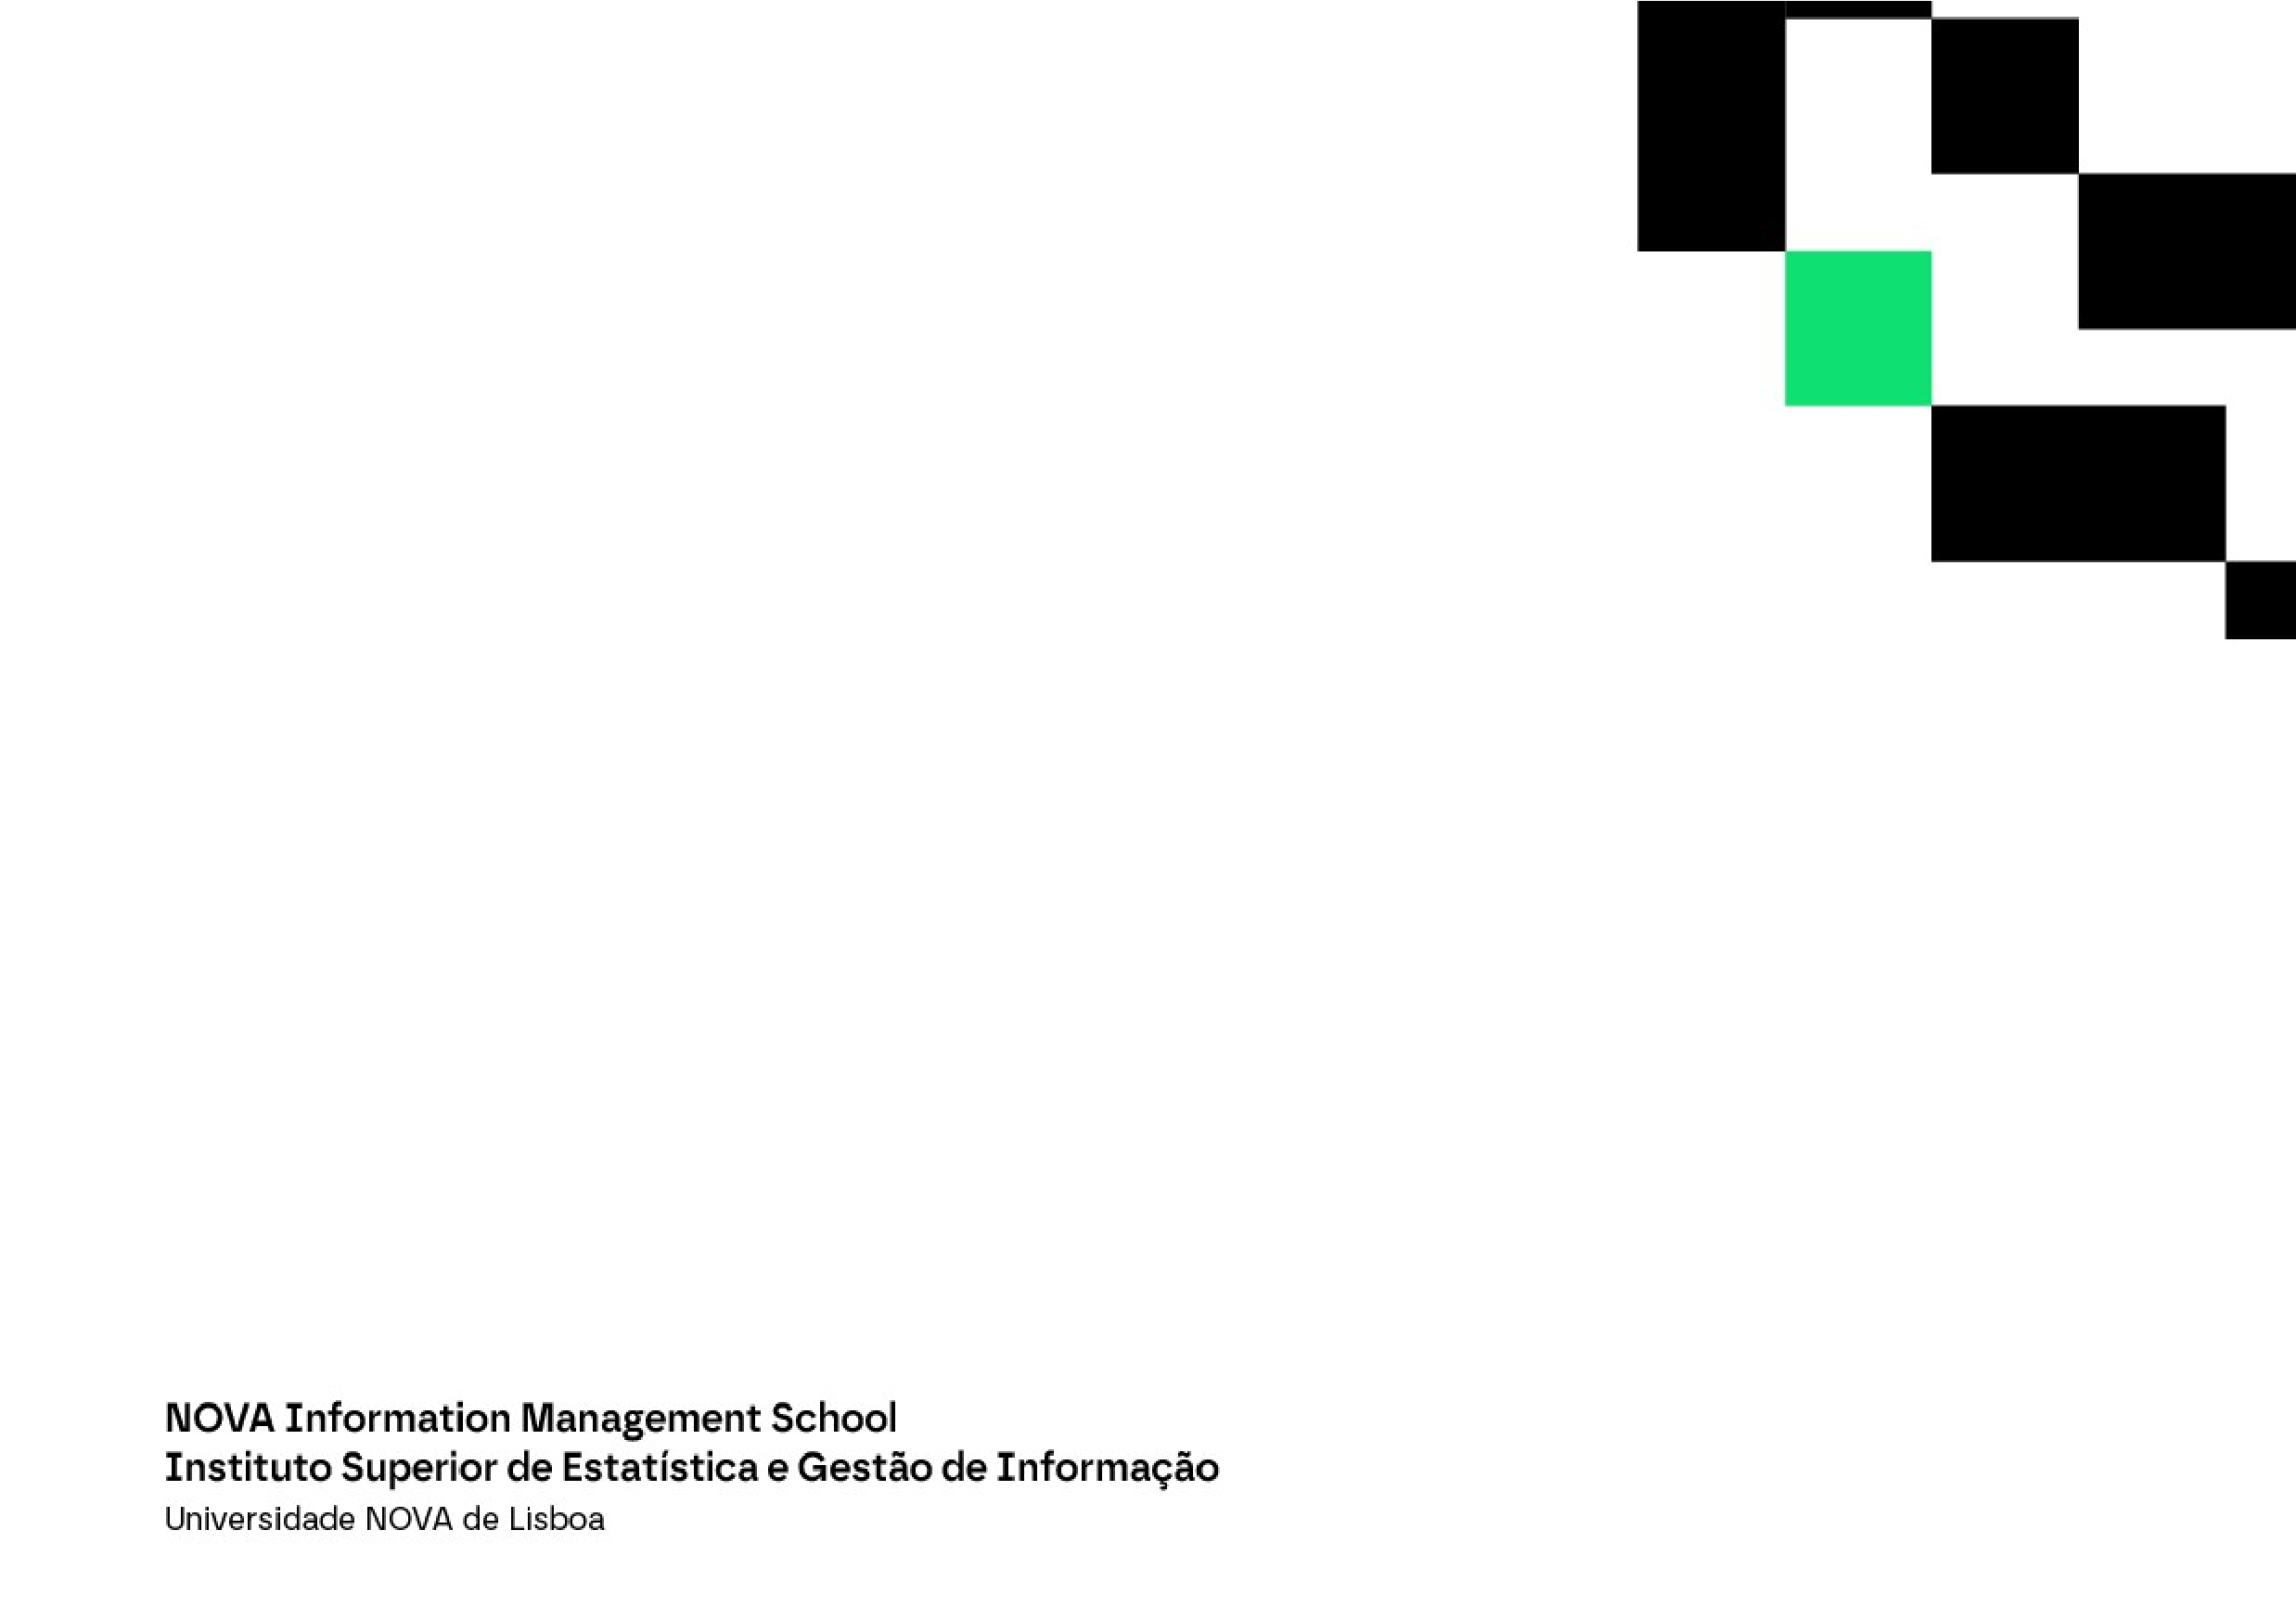 NOVA Information Management School
Instituto Superior de Estatística e Gestão de Informação
Universidade NOVA de Lisboa